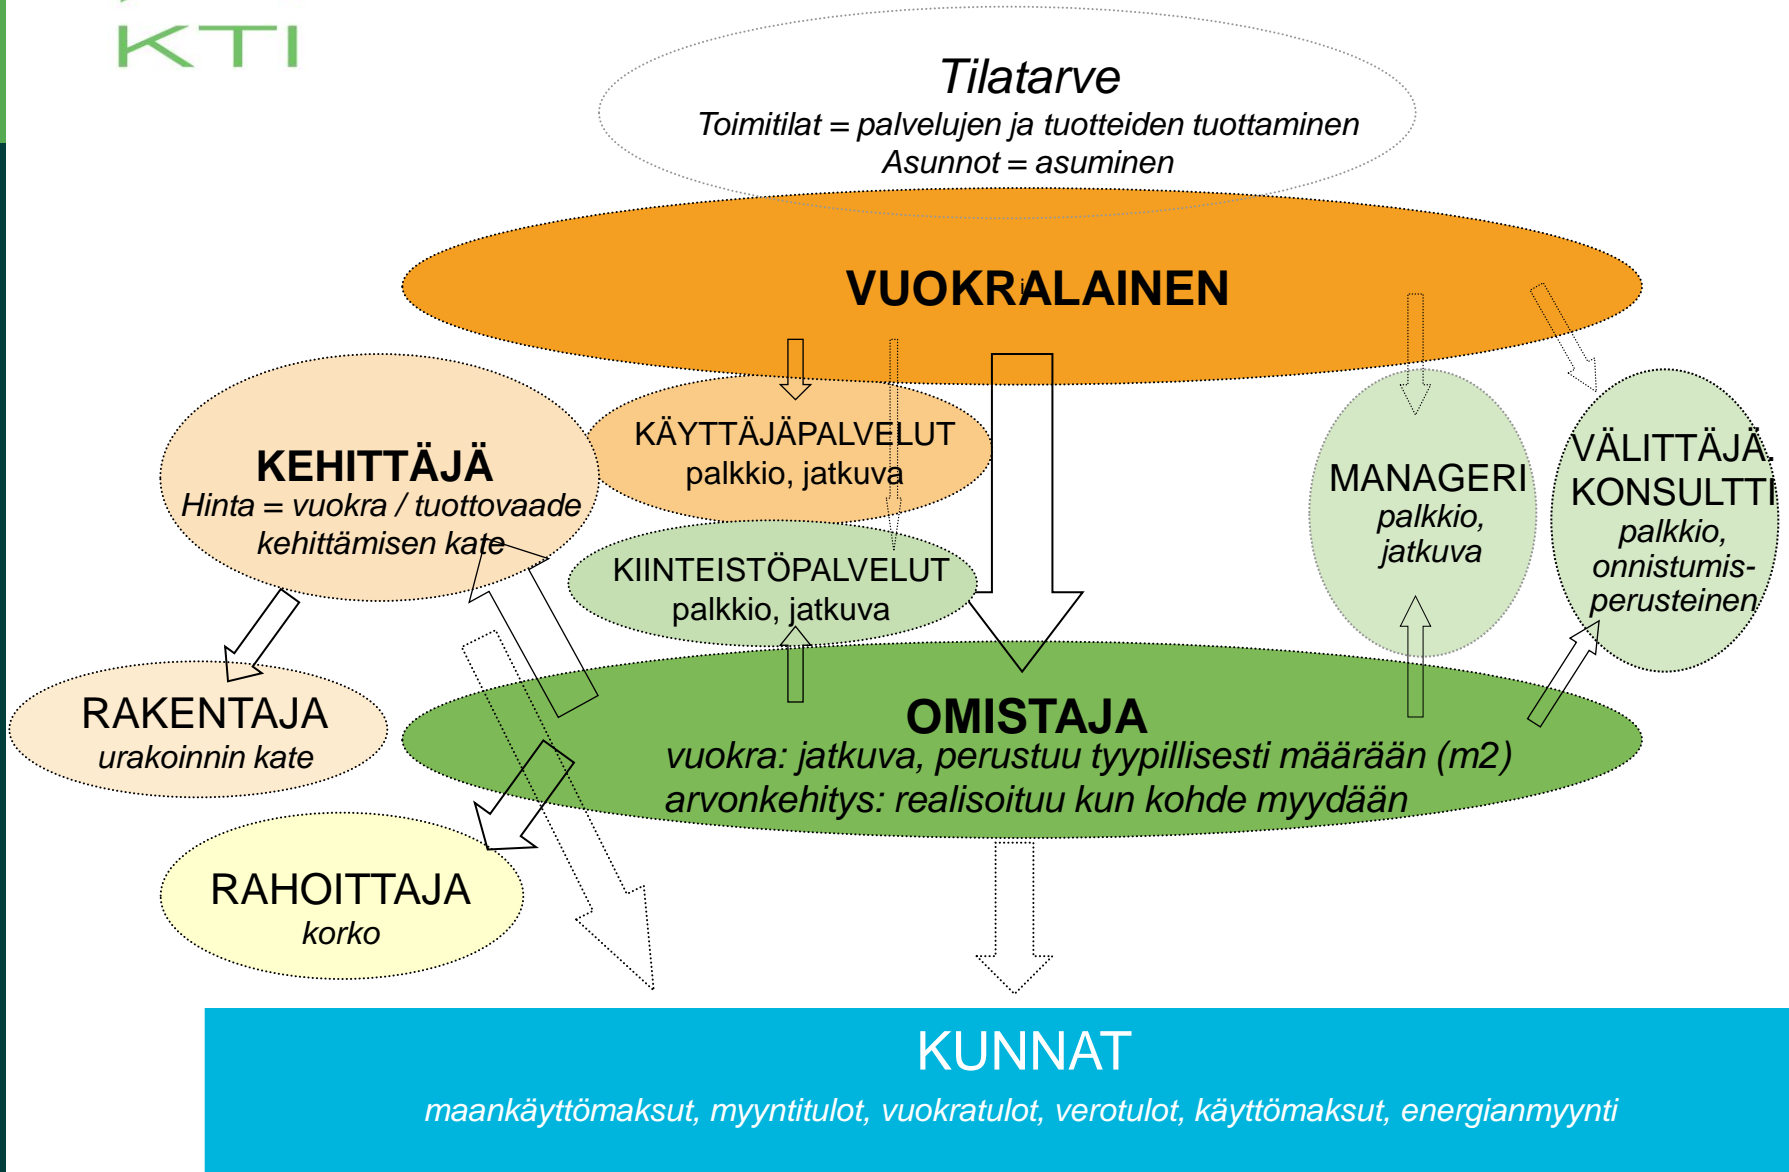 KTI
Tilatarve
Toimitilat = palvelujen ja tuotteiden tuottaminen
Asunnot = asuminen
VUOKRALAINEN
i
KEHITTÄJÄ
Hinta = vuokra / tuottovaade
kehittämisen kate
KÄYTTÄJÄPALVELUT
palkkio, jatkuva
KIINTEISTÖPALVELUT
palkkio, jatkuva
MANAGERI
palkkio,
jatkuva
VÄLITTÄJÄ,
KONSULTTI
palkkio,
onnistumis-
perusteinen
RAKENTAJA
urakoinnin kate
OMISTAJA
vuokra: jatkuva, perustuu tyypillisesti määrään (m2)
arvonkehitys: realisoituu kun kohde myydään
RAHOITTAJA
korko
KUNNAT
maankäyttömaksut, myyntitulot, vuokratulot, verotulot, käyttömaksut, energianmyynti